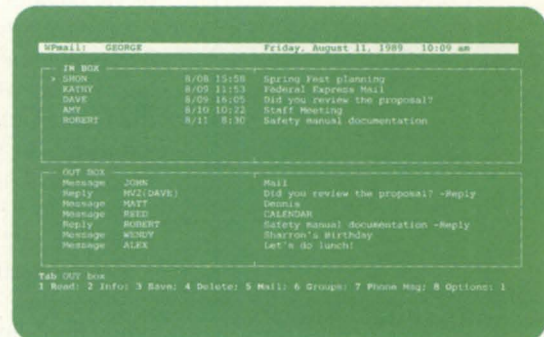 WPmail: GEORGE Friday, August 11, 1989 10:09 am
IN BOX
> SHON 8/08 15:58 Spring Fest planning
KATHY 8/09 11:53 Federal Express Mail
DAVE 8/09 16:05 Did you review the proposal?
AMY 8/10 10:22 Staff Meeting
ROBERT 8/11 8:30 Safety manual documentation
OUT BOX
Message JOHN Mail
Reply MV2(DAVE) Did you review the proposal? -Reply
Message MATT Dennis
Message REED CALENDAR
Reply ROBERT Safety manual documentation -Reply
Message WENDY Sharron's Birthday
Message ALEX Let's do lunch!
Tab OUT box
1 Read; 2 Info; 3 Save; 4 Delete; 5 Mail; 6 Groups; 7 Phone Msg; 8 Options: 1